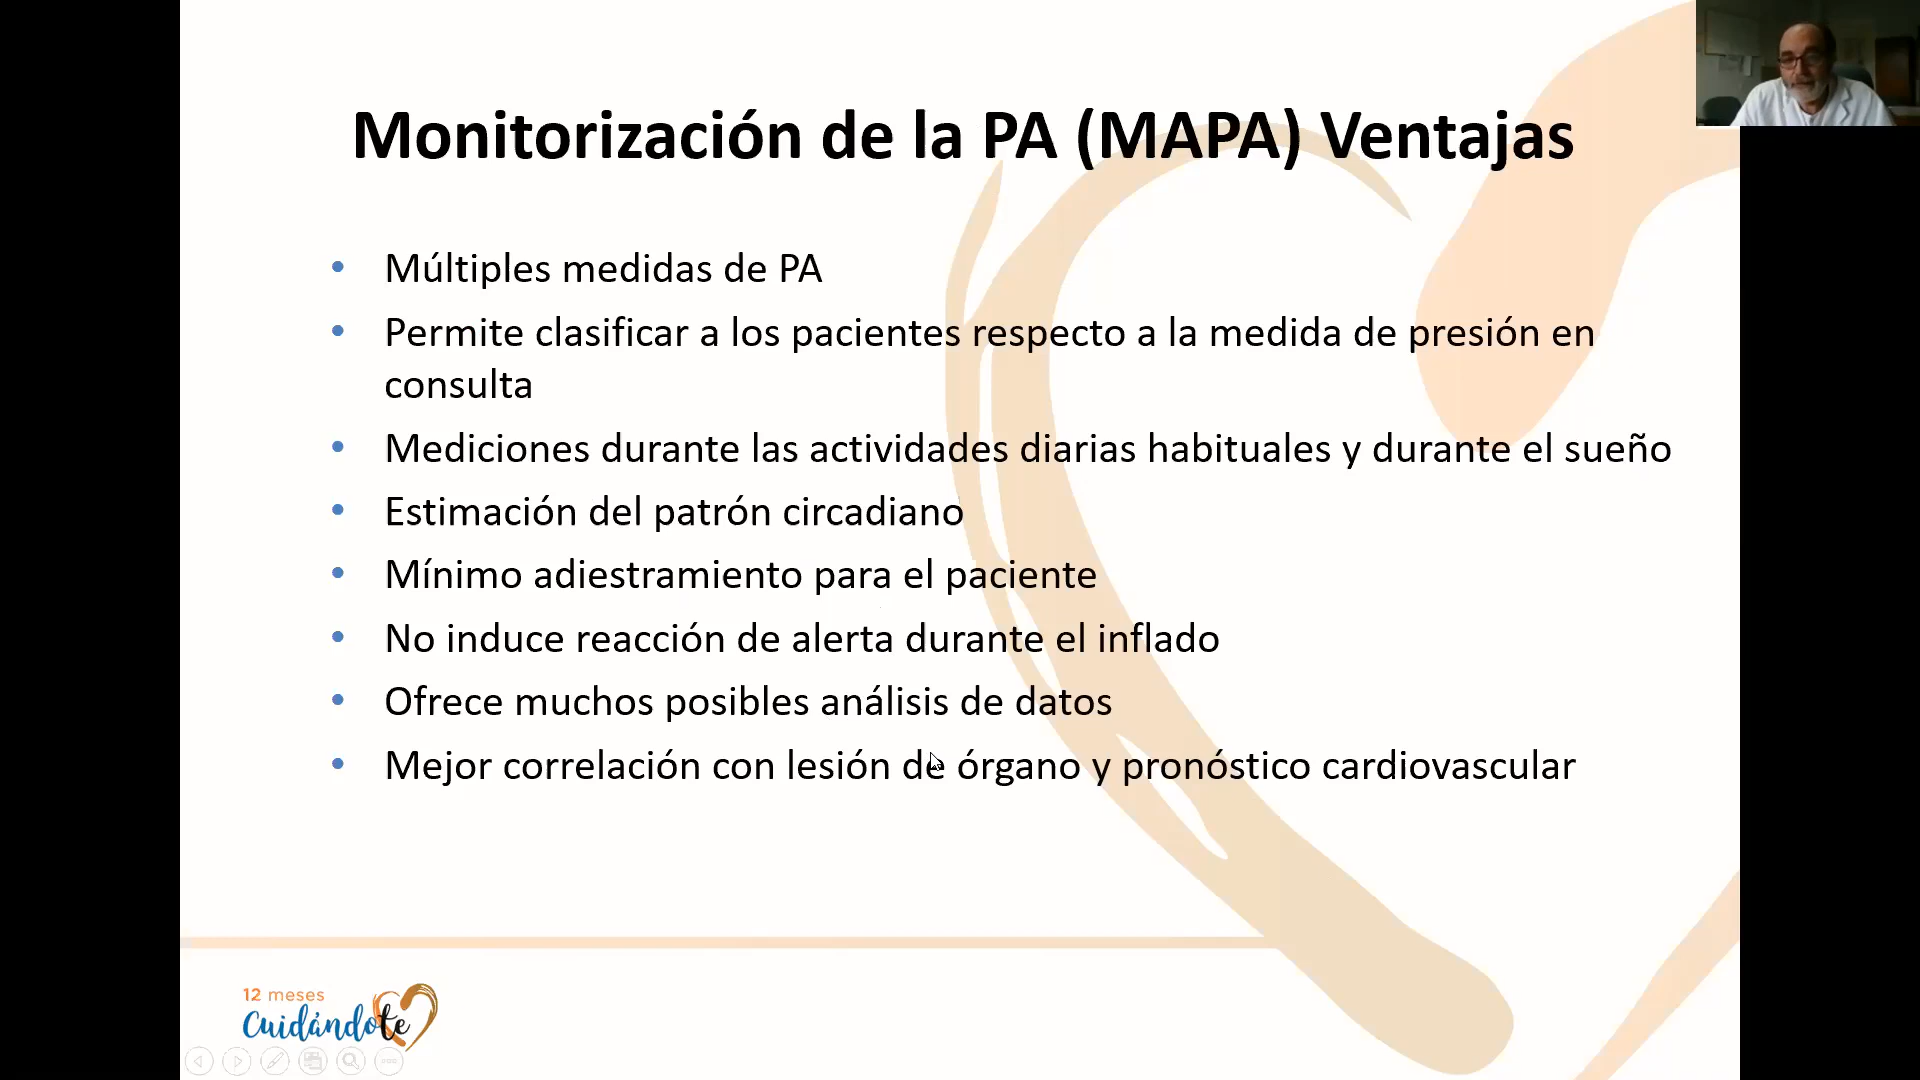 Monitorización de la PA (MAPA) Ventajas
• Múltiples medidas de PA
• Permite clasificar a los pacientes respecto a la medida de presión en
consulta
• Mediciones durante las actividades diarias habituales y durante el sueño
• Estimación del patrón circadiano
• Mínimo adiestramiento para el paciente
• No induce reacción de alerta durante el inflado
• Ofrece muchos posibles análisis de datos
• Mejor correlación con lesión de órgano y pronóstico cardiovascular
12 meses
Cuidándote